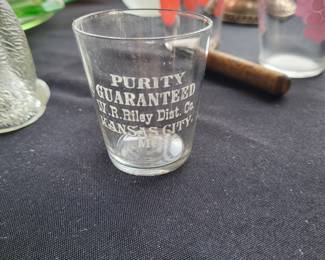 PURITY
GUARANTEED
W.R. Riley Dist. Co.
KANSAS CITY,
MO